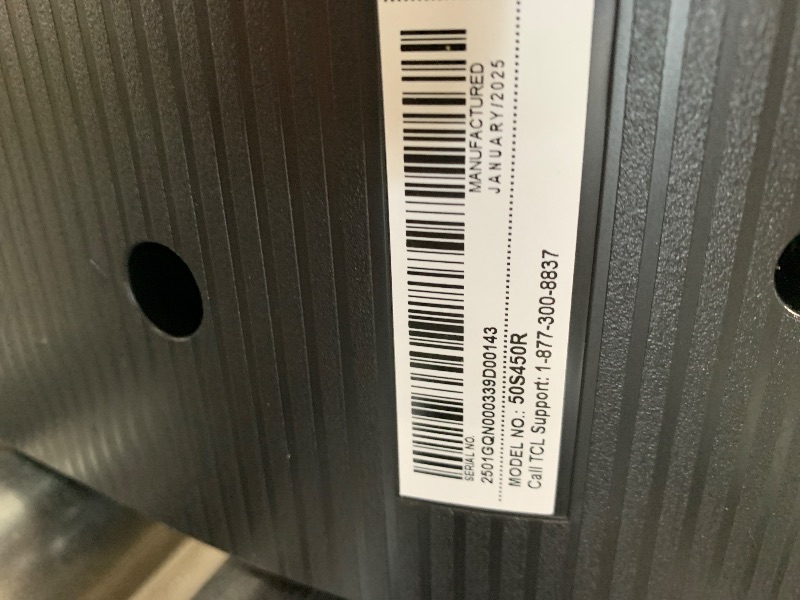 SERIAL NO.
2501GQN000339D00143
MANUFACTURED
JANUARY/2025
MODEL NO.: 50S450R
Call TCL Support: 1-877-300-8837